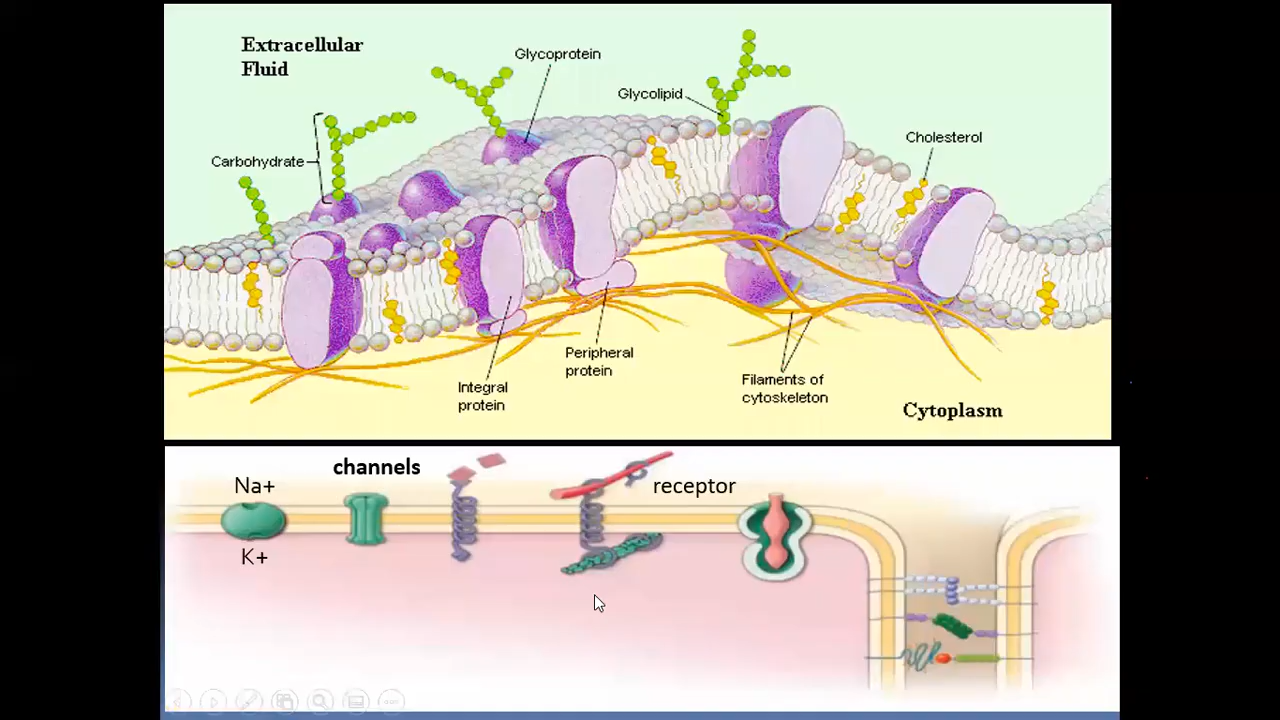 Extracellular
Fluid
Glycoprotein
Glycolipid
Cholesterol
Carbohydrate
Peripheral
protein
Integral
protein
Filaments of
cytoskeleton
Cytoplasm
channels
Na+
receptor
K+